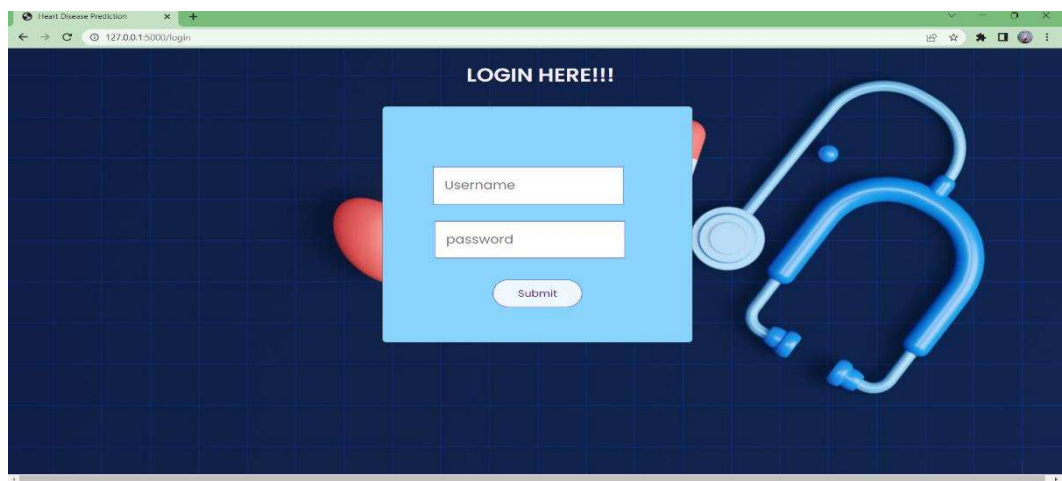 Heart Disease Prediction
127.0.0.1:5000/login
LOGIN HERE!!!
Username
password
Submit